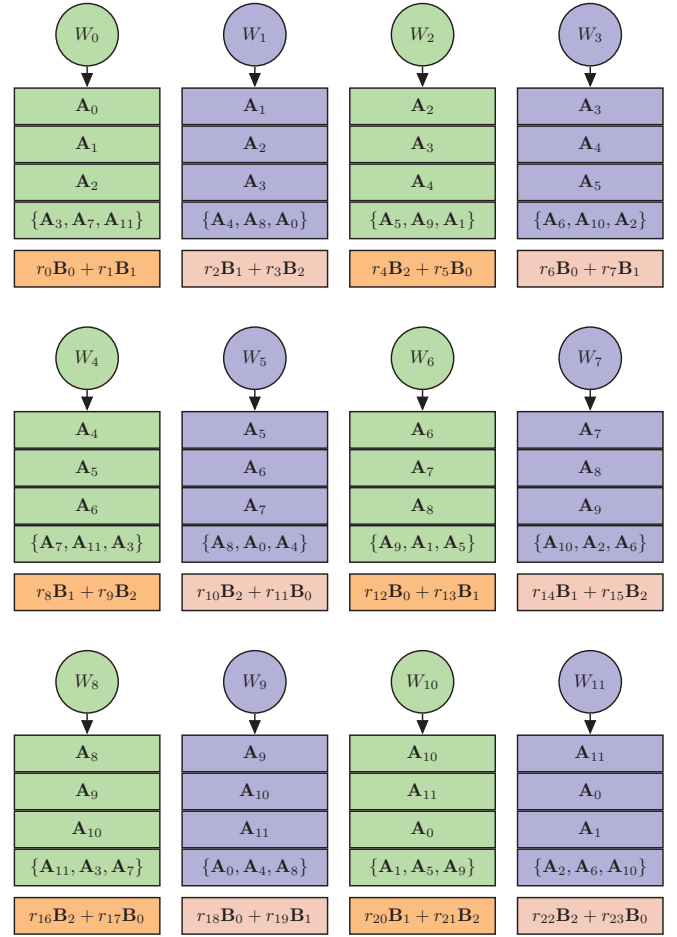 W₀ W₁ W₂ W₃
A₀ A₁ A₂ A₃
A₁ A₂ A₃ A₄
A₂ A₃ A₄ A₅
{A₃, A₇, A₁₁} {A₄, A₈, A₀} {A₅, A₉, A₁} {A₆, A₁₀, A₂}
r₀B₀ + r₁B₁ r₂B₁ + r₃B₂ r₄B₂ + r₅B₀ r₆B₀ + r₇B₁
W₄ W₅ W₆ W₇
A₄ A₅ A₆ A₇
A₅ A₆ A₇ A₈
A₆ A₇ A₈ A₉
{A₇, A₁₁, A₃} {A₈, A₀, A₄} {A₉, A₁, A₅} {A₁₀, A₂, A₆}
r₈B₁ + r₉B₂ r₁₀B₂ + r₁₁B₀ r₁₂B₀ + r₁₃B₁ r₁₄B₁ + r₁₅B₂
W₈ W₉ W₁₀ W₁₁
A₈ A₉ A₁₀ A₁₁
A₉ A₁₀ A₁₁ A₀
A₁₀ A₁₁ A₀ A₁
{A₁₁, A₃, A₇} {A₀, A₄, A₈} {A₁, A₅, A₉} {A₂, A₆, A₁₀}
r₁₆B₂ + r₁₇B₀ r₁₈B₀ + r₁₉B₁ r₂₀B₁ + r₂₁B₂ r₂₂B₂ + r₂₃B₀